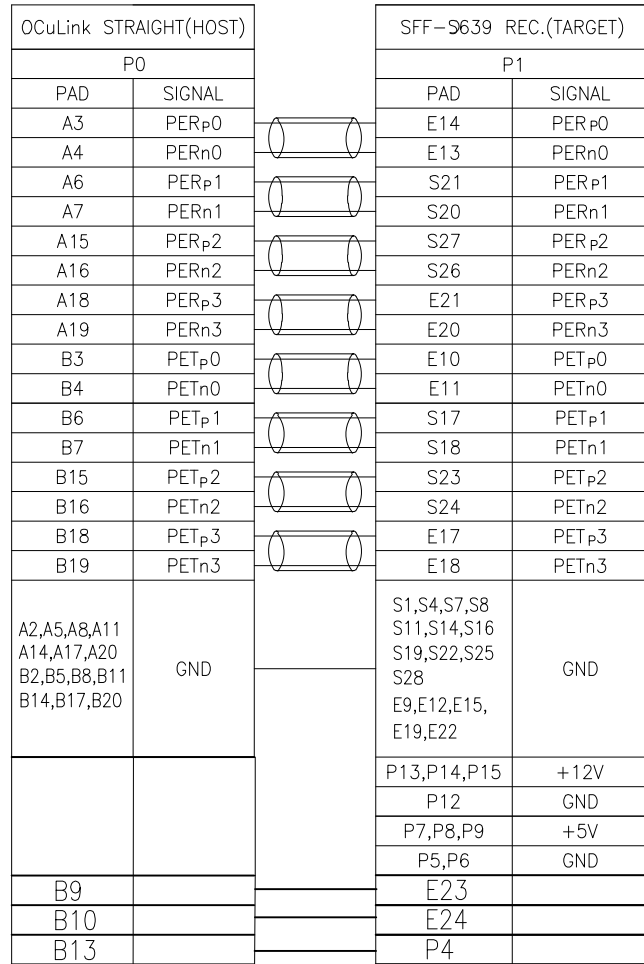 OCuLink STRAIGHT(HOST) SFF-S639 REC.(TARGET)
P0 P1
PAD SIGNAL PAD SIGNAL
A3 PERP0 E14 PERP0
A4 PERn0 E13 PERn0
A6 PERP1 S21 PERP1
A7 PERn1 S20 PERn1
A15 PERP2 S27 PERP2
A16 PERn2 S26 PERn2
A18 PERP3 E21 PERP3
A19 PERn3 E20 PERn3
B3 PETP0 E10 PETP0
B4 PETn0 E11 PETn0
B6 PETP1 S17 PETP1
B7 PETn1 S18 PETn1
B15 PETP2 S23 PETP2
B16 PETn2 S24 PETn2
B18 PETP3 E17 PETP3
B19 PETn3 E18 PETn3
A2,A5,A8,A11
A14,A17,A20
B2,B5,B8,B11
B14,B17,B20
GND
S1,S4,S7,S8
S11,S14,S16
S19,S22,S25
S28
E9,E12,E15,
E19,E22
GND
P13,P14,P15 +12V
P12 GND
P7,P8,P9 +5V
P5,P6 GND
B9 E23
B10 E24
B13 P4